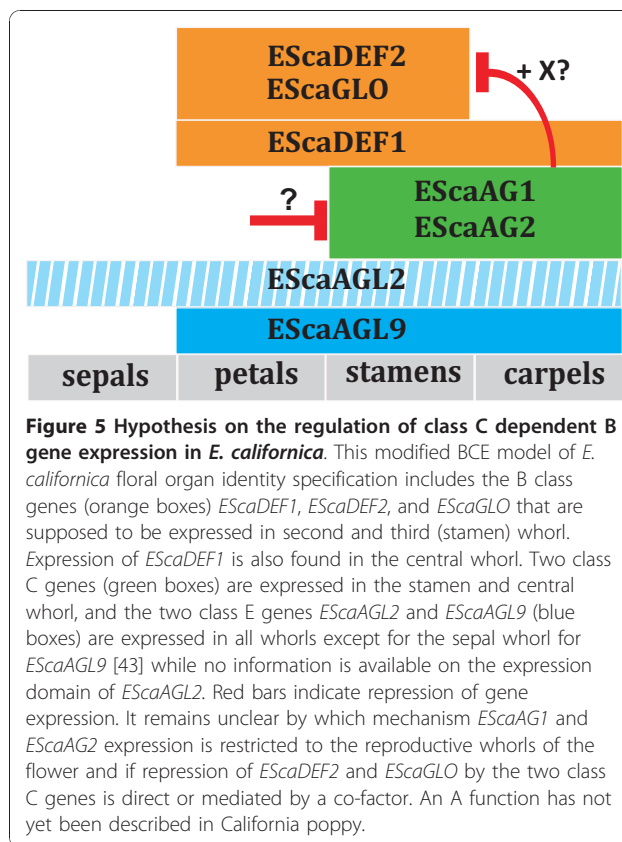 EScaDEF2
EScaGLO
+ X?
EScaDEF1
EScaAG1
EScaAG2
?
EScaAGL2
EScaAGL9
sepals petals stamens carpels
Figure 5 Hypothesis on the regulation of class C dependent B
gene expression in E. californica. This modified BCE model of E.
californica floral organ identity specification includes the B class
genes (orange boxes) EScaDEF1, EScaDEF2, and EScaGLO that are
supposed to be expressed in second and third (stamen) whorl.
Expression of EScaDEF1 is also found in the central whorl. Two class
C genes (green boxes) are expressed in the stamen and central
whorl, and the two class E genes EScaAGL2 and EScaAGL9 (blue
boxes) are expressed in all whorls except for the sepal whorl for
EScaAGL9 [43] while no information is available on the expression
domain of EScaAGL2. Red bars indicate repression of gene
expression. It remains unclear by which mechanism EScaAG1 and
EScaAG2 expression is restricted to the reproductive whorls of the
flower and if repression of EScaDEF2 and EScaGLO by the two class
C genes is direct or mediated by a co-factor. An A function has not
yet been described in California poppy.